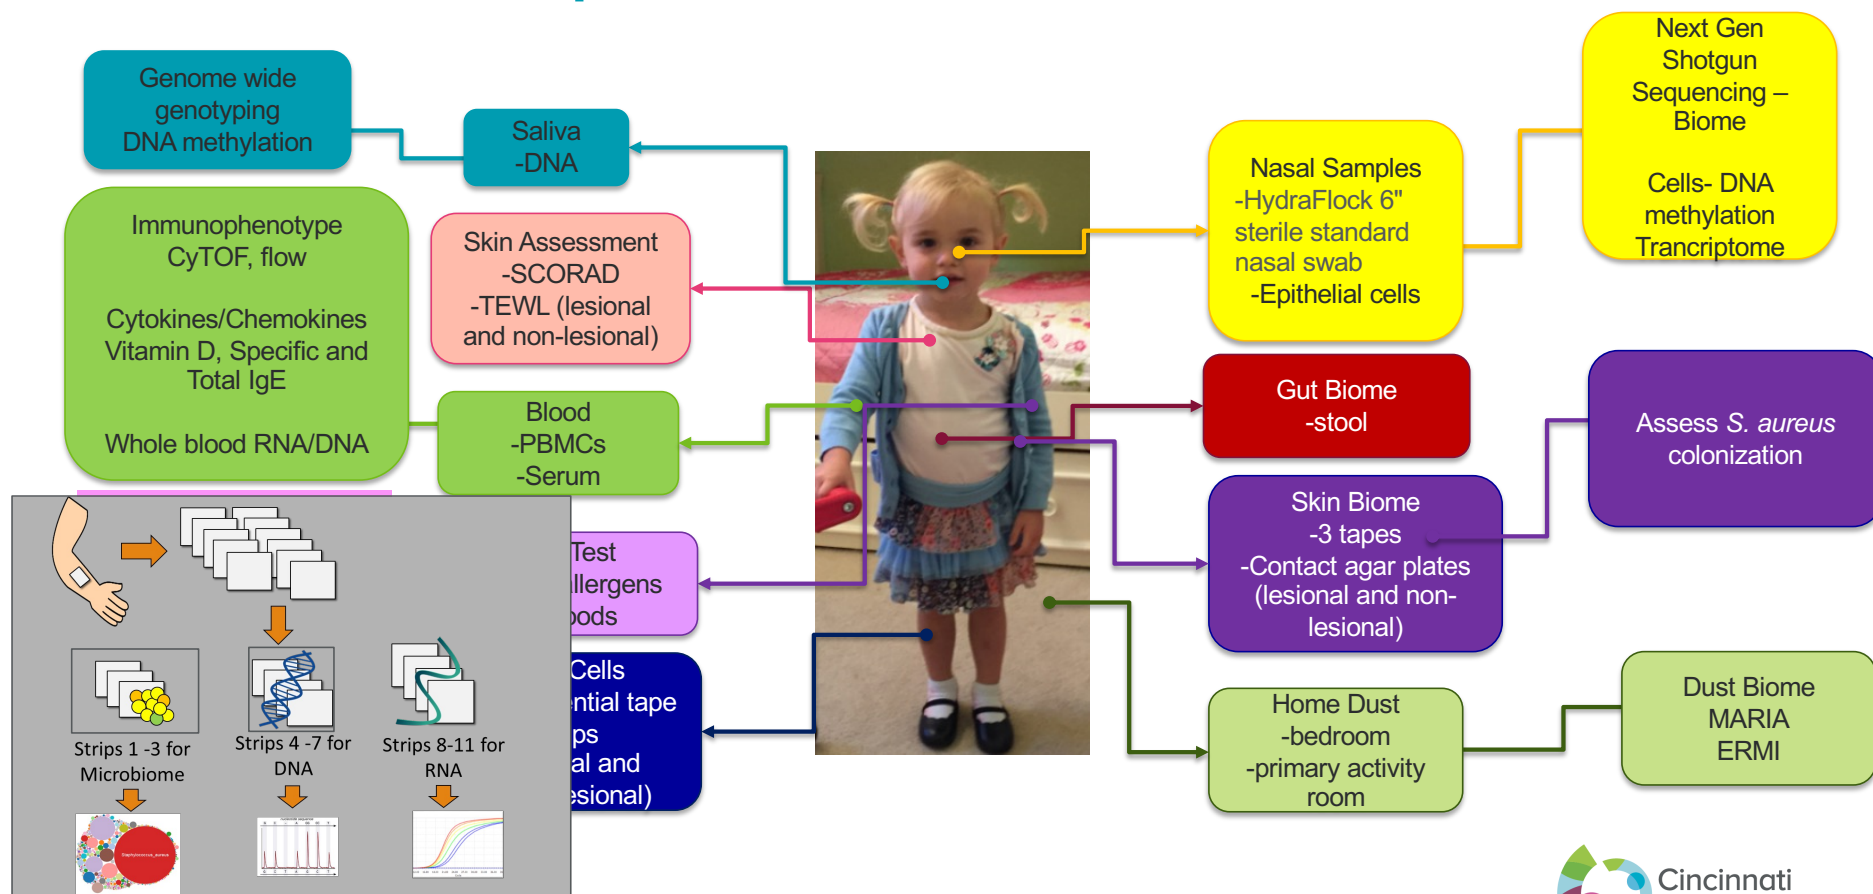 Genome wide
genotyping
DNA methylation
Saliva
-DNA
Immunophenotype
CyTOF, flow
Cytokines/Chemokines
Vitamin D, Specific and
Total IgE
Whole blood RNA/DNA
Skin Assessment
-SCORAD
-TEWL (lesional
and non-lesional)
Blood
-PBMCs
-Serum
Test
allergens
oods
Cells
ential tape
ps
al and
esional)
Strips 1 -3 for
Microbiome
Strips 4 -7 for
DNA
Strips 8-11 for
RNA
Nasal Samples
-HydraFlock 6"
sterile standard
nasal swab
-Epithelial cells
Next Gen
Shotgun
Sequencing –
Biome
Cells- DNA
methylation
Trancriptome
Gut Biome
-stool
Skin Biome
-3 tapes
-Contact agar plates
(lesional and non-
lesional)
Assess S. aureus
colonization
Home Dust
-bedroom
-primary activity
room
Dust Biome
MARIA
ERMI
Cincinnati